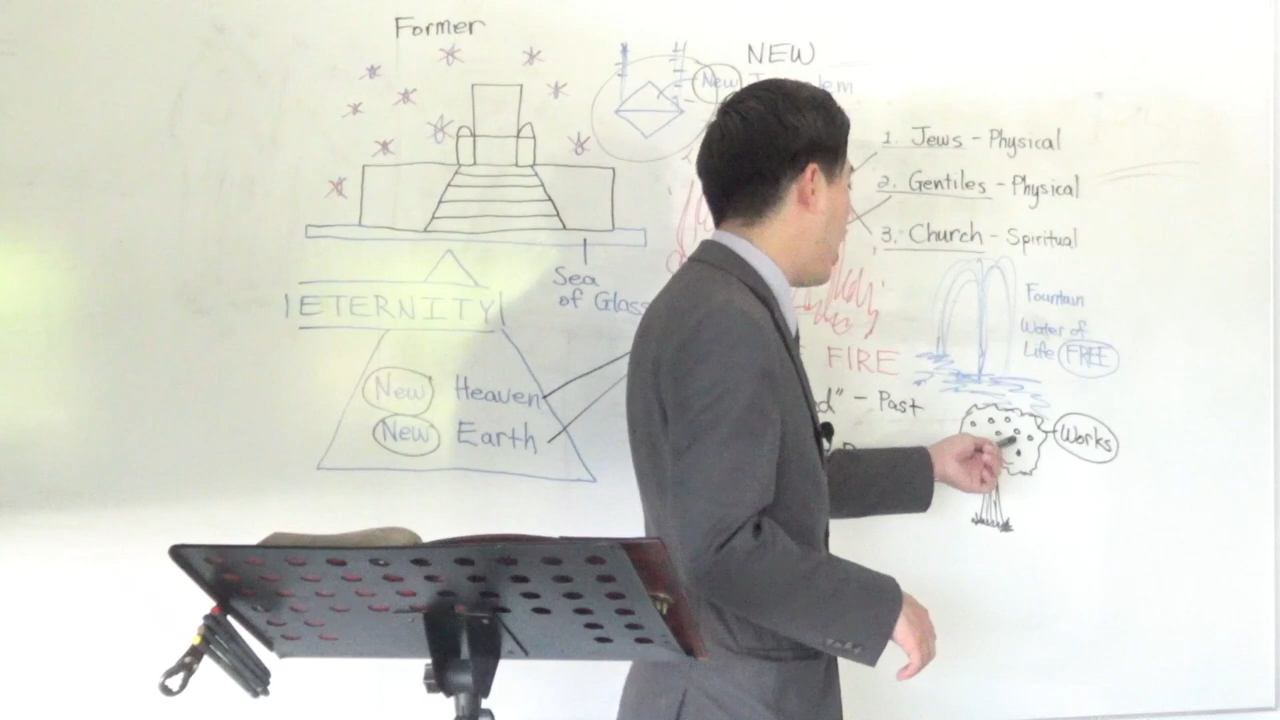 Former
NEW
New
1. Jews - Physical
2. Gentiles - Physical
3. Church - Spiritual
Sea
of Glass
ETERNITY
New Heaven
New Earth
Fountain
Water of
Life FREE
FIRE
- Past
Works